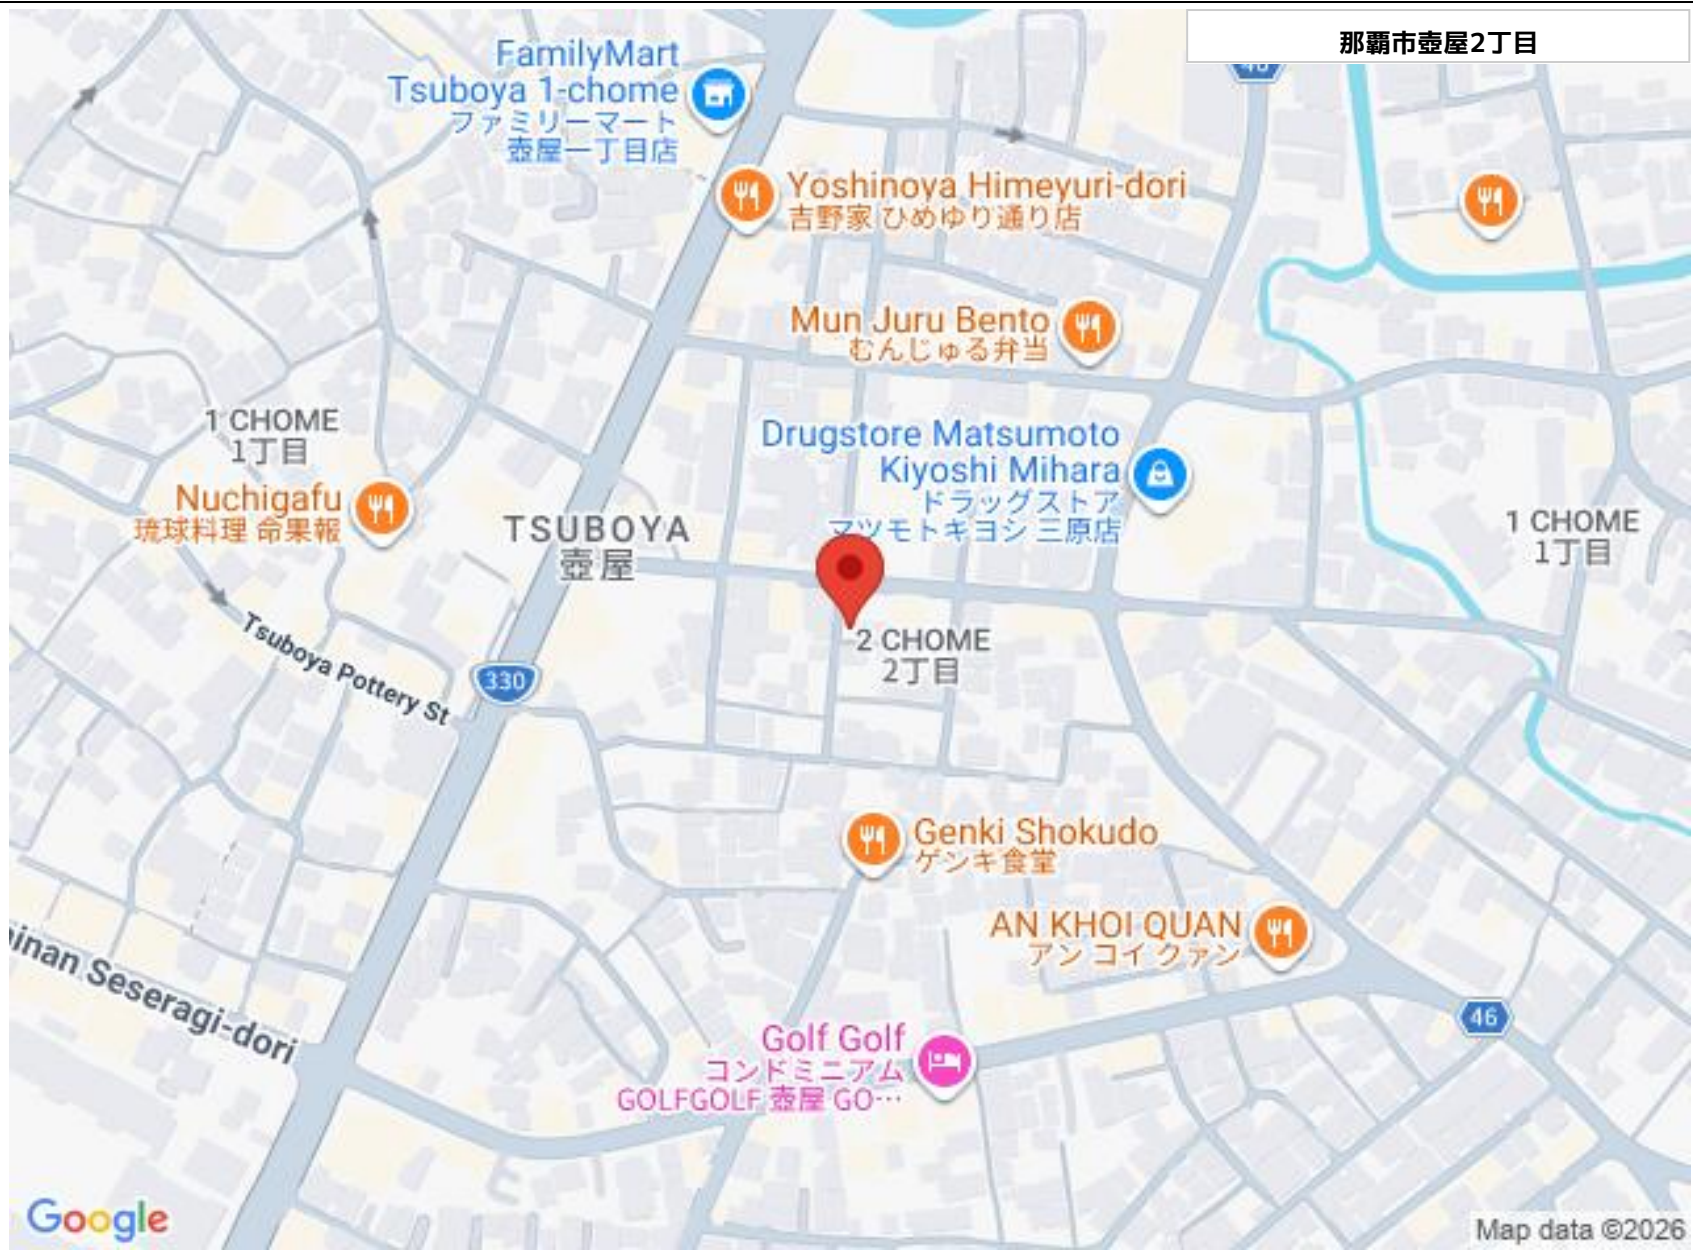 那覇市壺屋2丁目
FamilyMart
Tsuboya 1-chome
ファミリーマート
壺屋一丁目店
Yoshinoya Himeyuri-dori
吉野家 ひめゆり通り店
Mun Juru Bento
むんじゅる弁当
1 CHOME
1丁目
Drugstore Matsumoto
Kiyoshi Mihara
ドラッグストア
マツモトキヨシ 三原店
Nuchigafu
琉球料理 命果報
TSUBOYA
壺屋
1 CHOME
1丁目
Tsuboya Pottery St
330
2 CHOME
2丁目
Genki Shokudo
ゲンキ食堂
AN KHOI QUAN
アン コイ クァン
inan Seseragi-dori
46
Golf Golf
コンドミニアム
GOLFGOLF 壺屋 GO…
Google
Map data ©2026